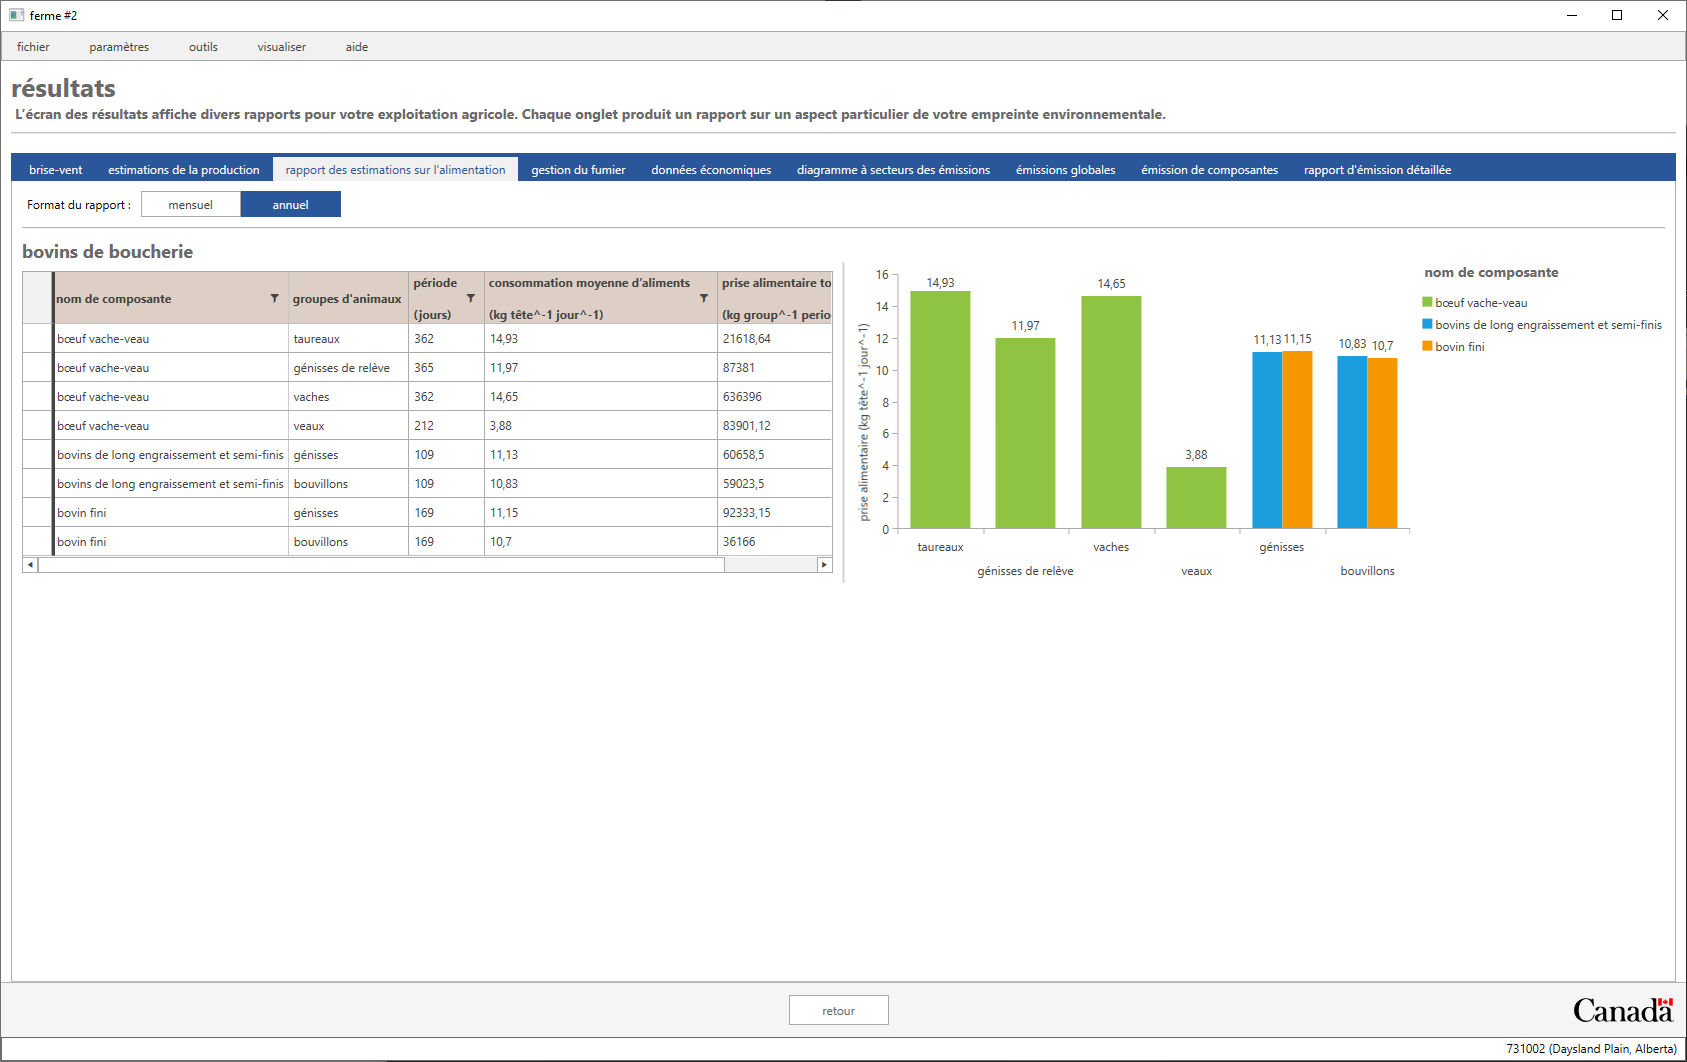 ferme #2
fichier paramètres outils visualiser aide
résultats
L'écran des résultats affiche divers rapports pour votre exploitation agricole. Chaque onglet produit un rapport sur un aspect particulier de votre empreinte environnementale.
brise-vent estimations de la production rapport des estimations sur l'alimentation gestion du fumier données économiques diagramme à secteurs des émissions émissions globales émission de composantes rapport d'émission détaillée
Format du rapport : mensuel annuel
bovins de boucherie
nom de composante groupes d'animaux période (jours) consommation moyenne d'aliments (kg tête^-1 jour^-1) prise alimentaire to (kg group^-1 perio
bœuf vache-veau taureaux 362 14,93 21618,64
bœuf vache-veau génisses de relève 365 11,97 87381
bœuf vache-veau vaches 362 14,65 636396
bœuf vache-veau veaux 212 3,88 83901,12
bovins de long engraissement et semi-finis génisses 109 11,13 60658,5
bovins de long engraissement et semi-finis bouvillons 109 10,83 59023,5
bovin fini génisses 169 11,15 92333,15
bovin fini bouvillons 169 10,7 36166
prise alimentaire (kg tête^-1 jour^-1)
16
14
12
10
8
6
4
2
0
14,93
11,97
14,65
3,88
11,13 11,15
10,83 10,7
taureaux
génisses de relève
vaches
veaux
génisses
bouvillons
nom de composante
bœuf vache-veau
bovins de long engraissement et semi-finis
bovin fini
retour
Canada
731002 (Daysland Plain, Alberta)